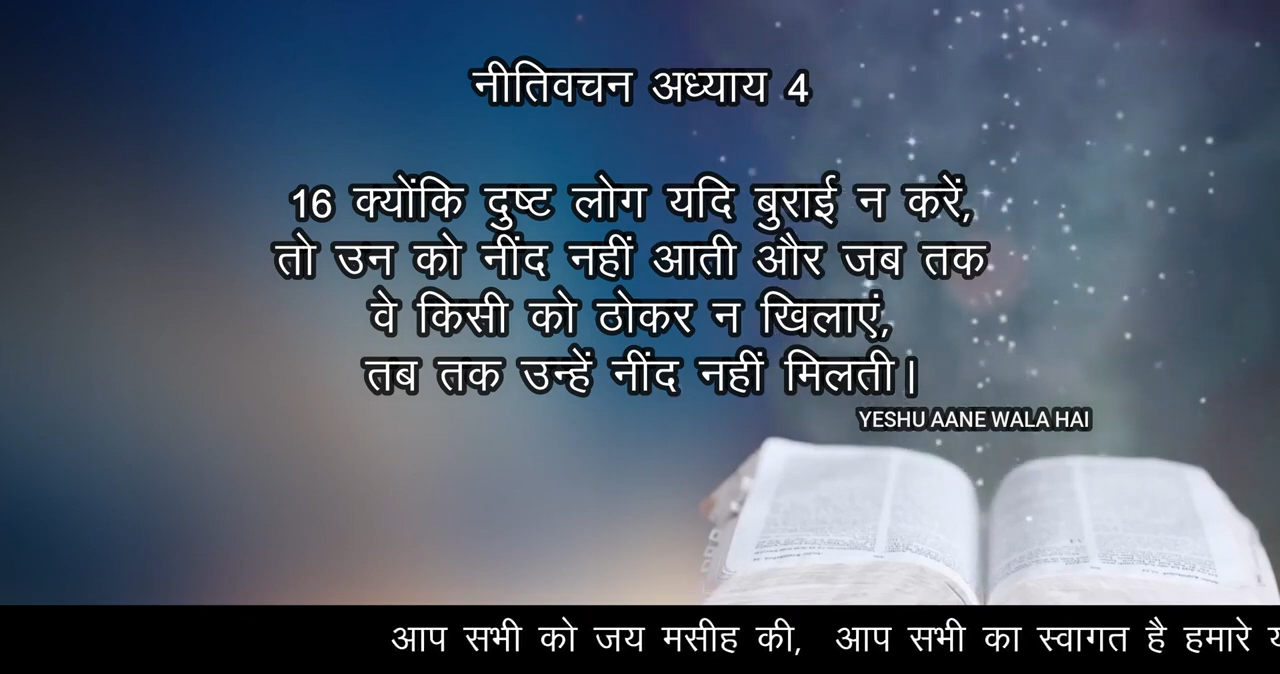 नीतिवचन अध्याय 4
16 क्योंकि दुष्ट लोग यदि बुराई न करें,
तो उन को नींद नहीं आती और जब तक
वे किसी को ठोकर न खिलाएं,
तब तक उन्हें नींद नहीं मिलती|
YESHU AANE WALA HAI
आप सभी को जय मसीह की, आप सभी का स्वागत है हमारे